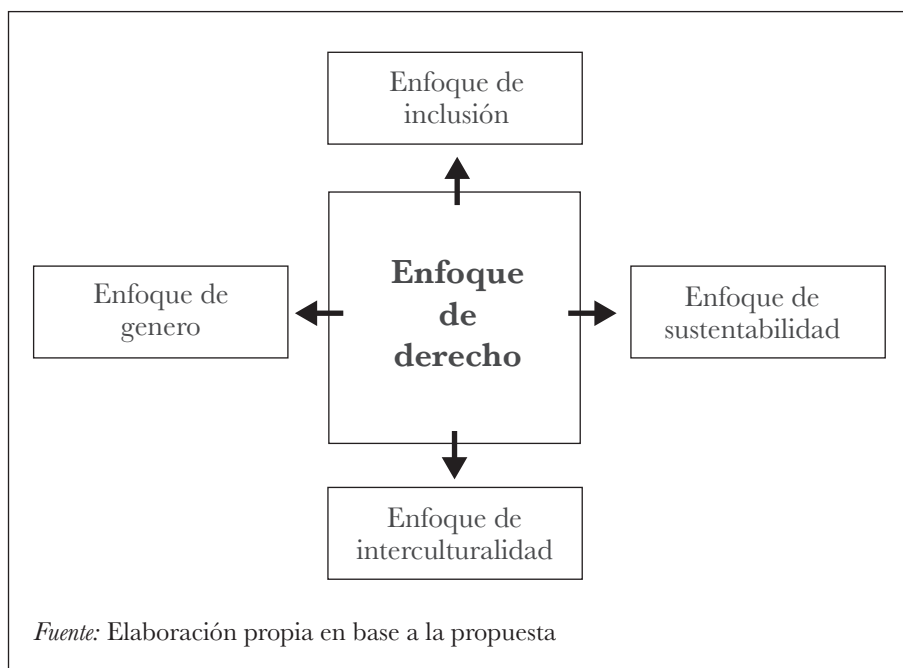 Enfoque de
inclusión
Enfoque de
genero
Enfoque
de
derecho
Enfoque de
sustentabilidad
Enfoque de
interculturalidad
Fuente: Elaboración propia en base a la propuesta